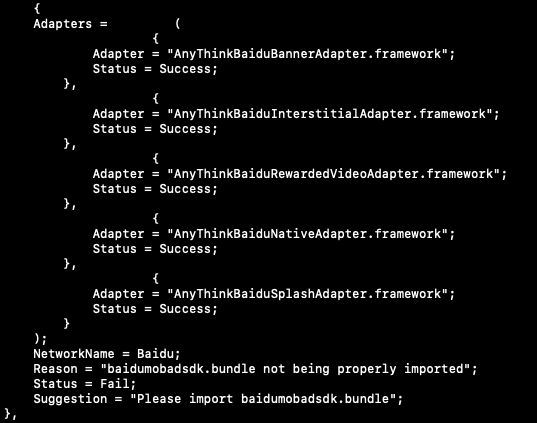 {
Adapters = (
{
Adapter = "AnyThinkBaiduBannerAdapter.framework";
Status = Success;
},
{
Adapter = "AnyThinkBaiduInterstitialAdapter.framework";
Status = Success;
},
{
Adapter = "AnyThinkBaiduRewardedVideoAdapter.framework";
Status = Success;
},
{
Adapter = "AnyThinkBaiduNativeAdapter.framework";
Status = Success;
},
{
Adapter = "AnyThinkBaiduSplashAdapter.framework";
Status = Success;
}
);
NetworkName = Baidu;
Reason = "baidumobadsdk.bundle not being properly imported";
Status = Fail;
Suggestion = "Please import baidumobadsdk.bundle";
},